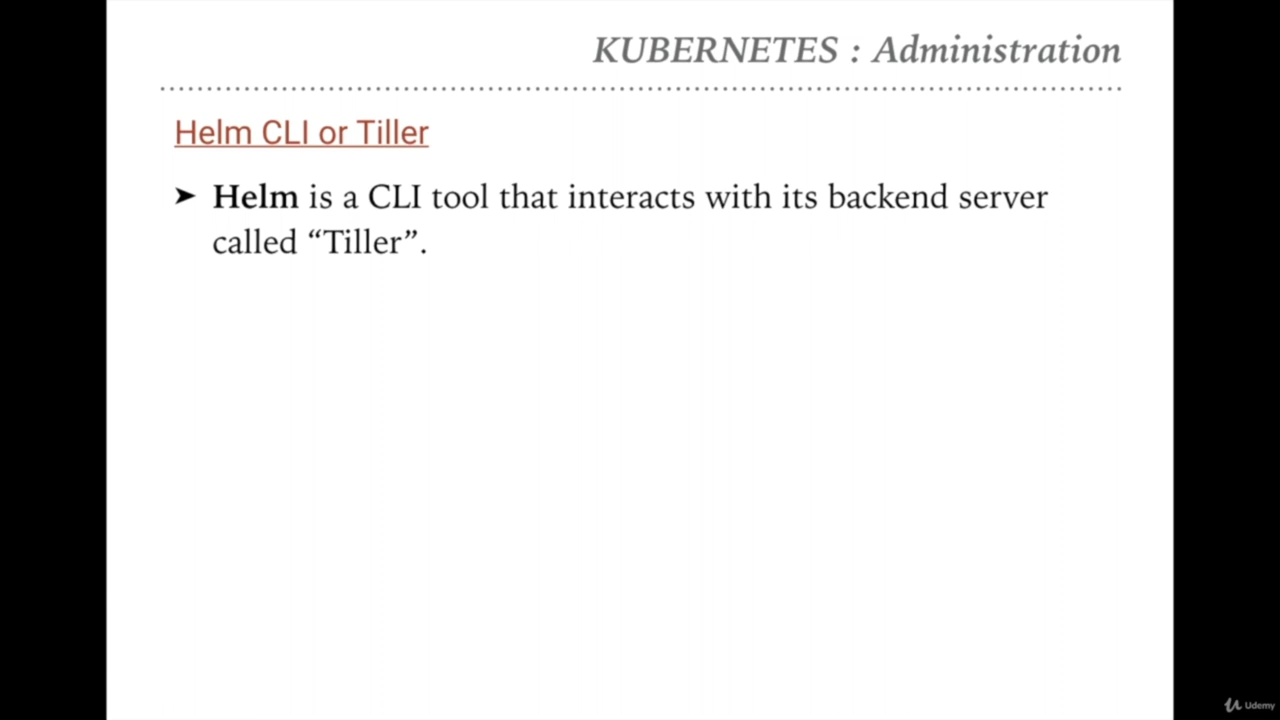 KUBERNETES : Administration
Helm CLI or Tiller
➤ Helm is a CLI tool that interacts with its backend server
called “Tiller”.
Udemy